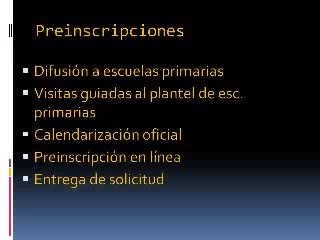 Preinscripciones
Difusión a escuelas primarias
Visitas guiadas al plantel de esc.
primarias
Calendarización oficial
Preinscripción en línea
Entrega de solicitud